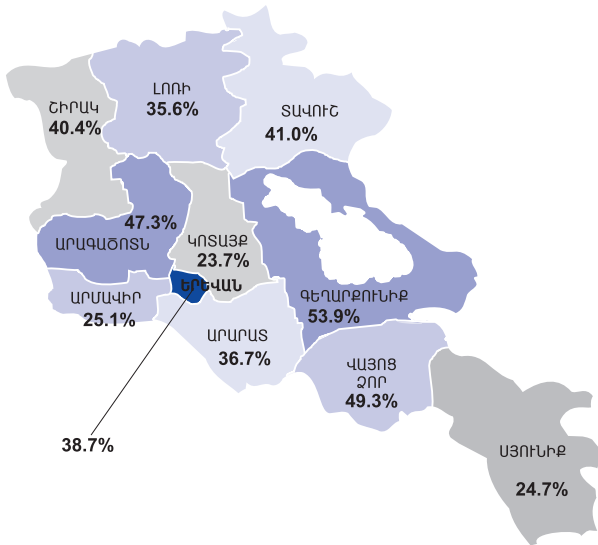 ԼՈՌԻ
35.6%
ՇԻՐԱԿ
40.4%
ՏԱՎՈՒՇ
41.0%
47.3%
ԱՐԱԳԱԾՈՏՆ
ԿՈՏԱՅՔ
23.7%
ԵՐԵՎԱՆ
ԳԵՂԱՐՔՈՒՆԻՔ
53.9%
ԱՐՄԱՎԻՐ
25.1%
ԱՐԱՐԱՏ
36.7%
ՎԱՅՈՑ
ՁՈՐ
49.3%
38.7%
ՍՅՈՒՆԻՔ
24.7%